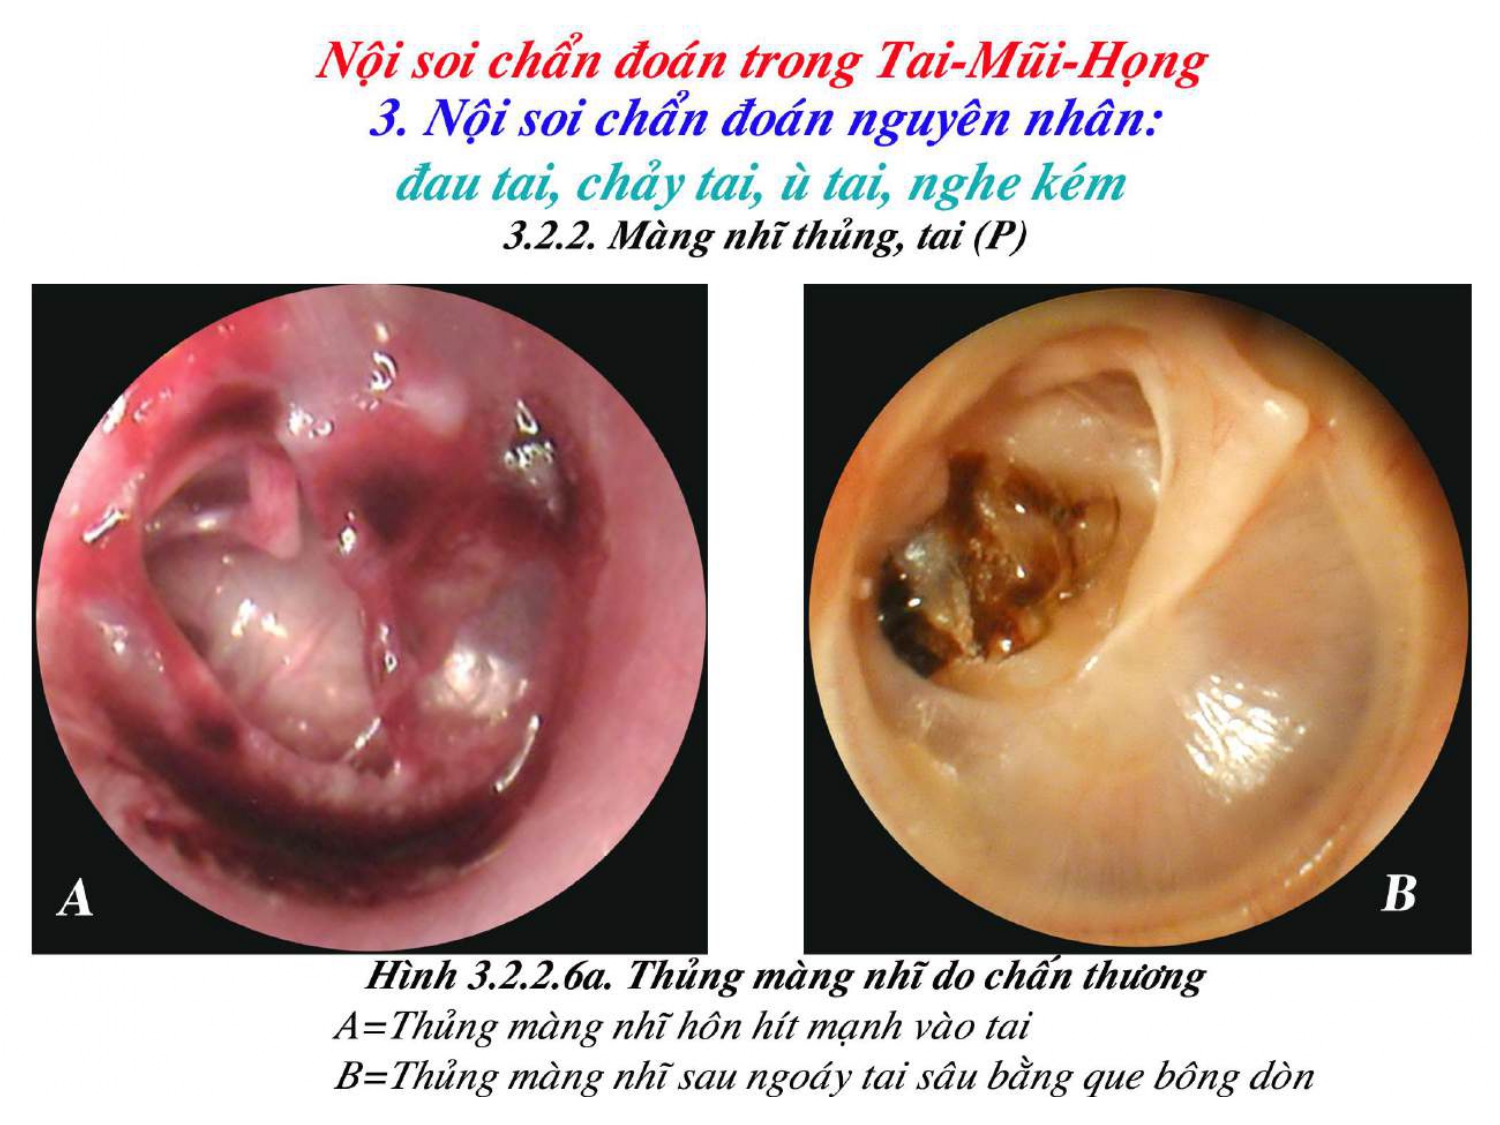 Nội soi chẩn đoán trong Tai-Mũi-Họng
3. Nội soi chẩn đoán nguyên nhân:
đau tai, chảy tai, ù tai, nghe kém
3.2.2. Màng nhĩ thủng, tai (P)
A
B
Hình 3.2.2.6a. Thủng màng nhĩ do chấn thương
A=Thủng màng nhĩ hôn hít mạnh vào tai
B=Thủng màng nhĩ sau ngoáy tai sâu bằng que bông dòn